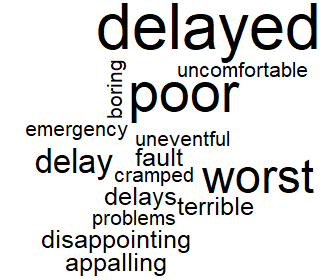 delayed
uncomfortable
boring
poor
emergency
uneventful
delay
fault
cramped
worst
delays
terrible
problems
disappointing
appalling